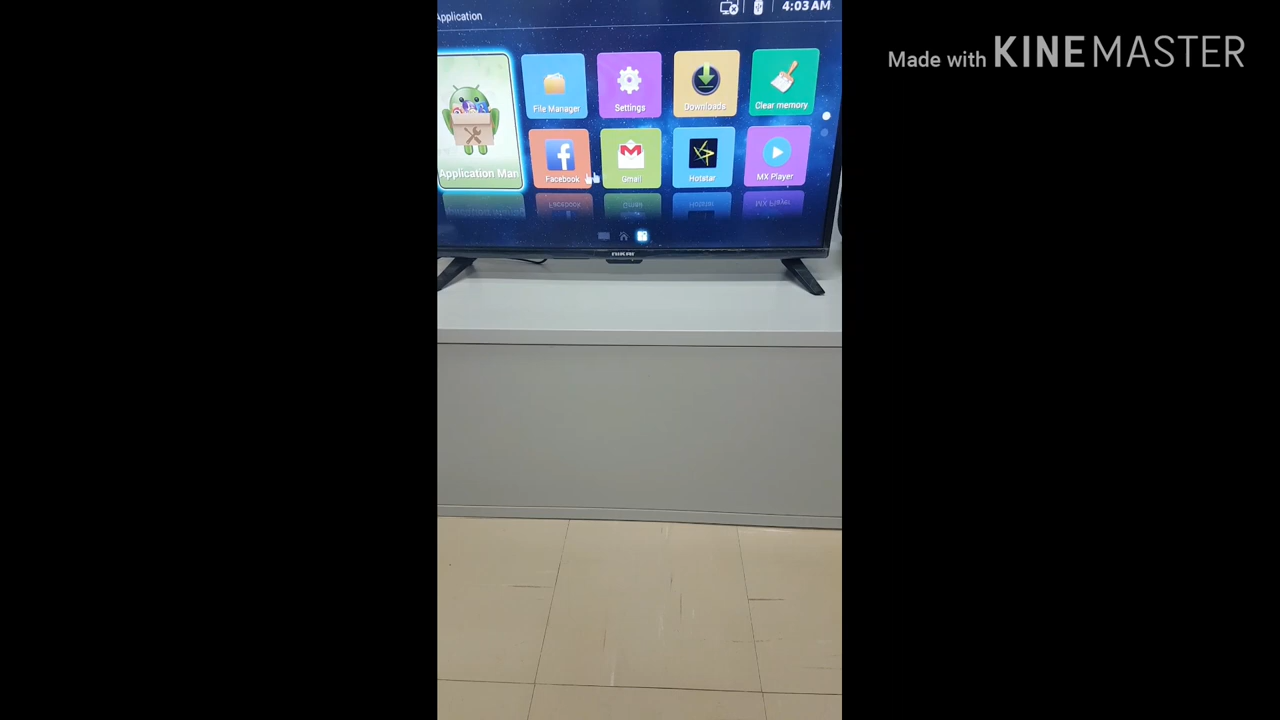 Application
4:03 AM
Made with KINEMASTER
File Manager
Settings
Downloads
Clear memory
Application Man
Facebook
Gmail
Hotstar
MX Player
NIKAI